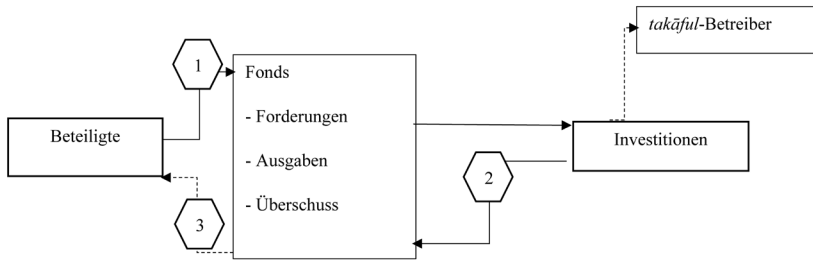 takāful-Betreiber
1
Fonds
- Forderungen
Beteiligte
Investitionen
- Ausgaben
2
- Überschuss
3